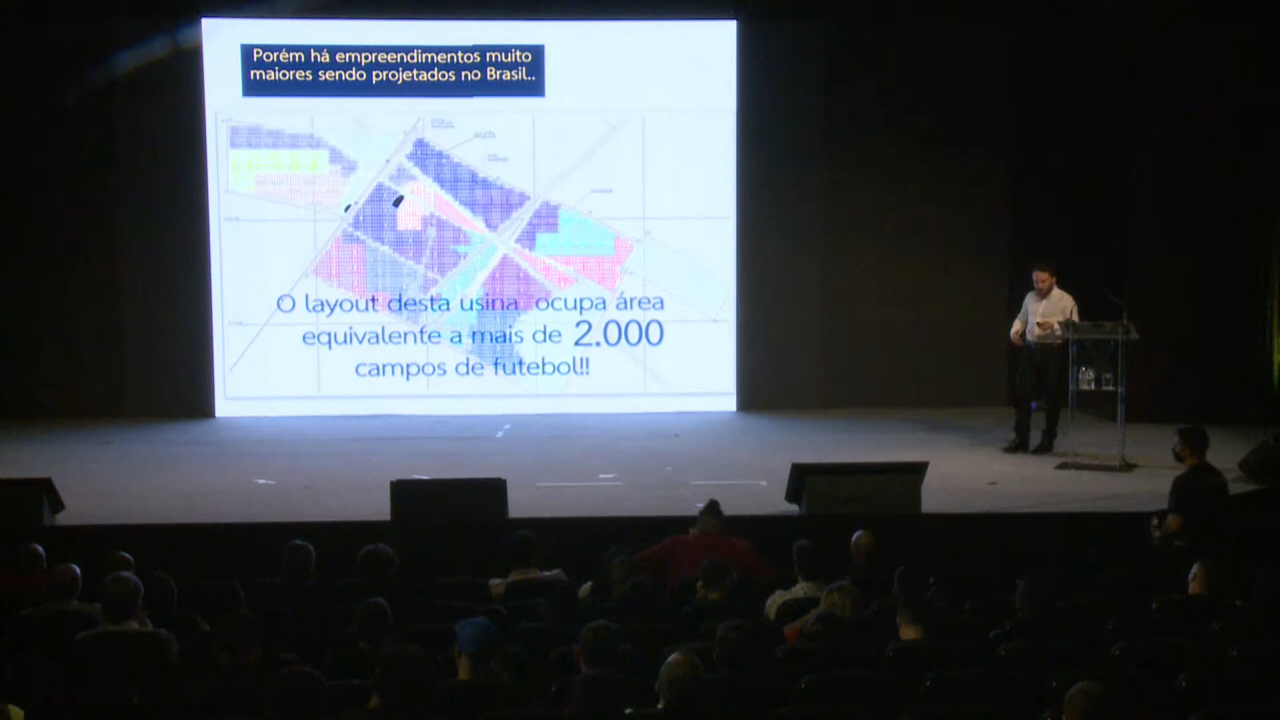 Porém há empreendimentos muito
maiores sendo projetados no Brasil..
O layout desta usina ocupa área
equivalente a mais de 2.000
campos de futebol!!